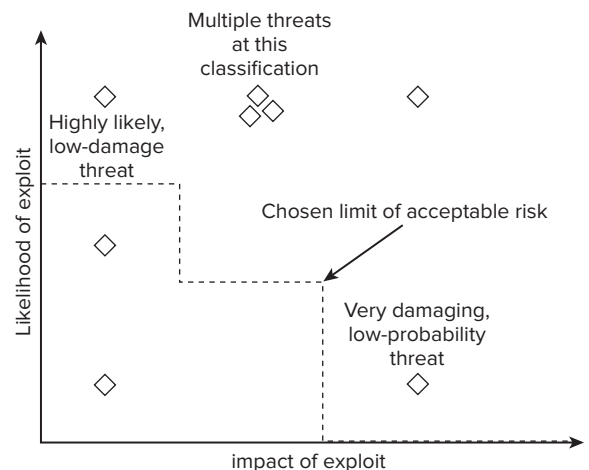 Multiple threats
at this
classification
Highly likely,
low-damage
threat
Likelihood of exploit
Chosen limit of acceptable risk
Very damaging,
low-probability
threat
impact of exploit